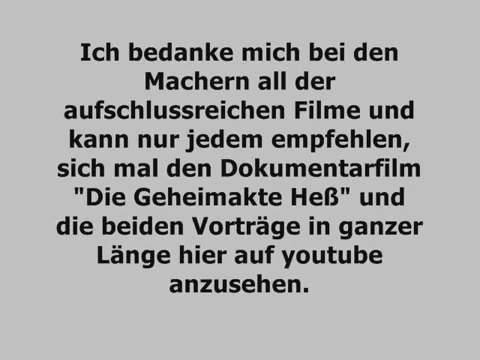 Ich bedanke mich bei den
Machern all der
aufschlussreichen Filme und
kann nur jedem empfehlen,
sich mal den Dokumentarfilm
"Die Geheimakte Heß" und
die beiden Vorträge in ganzer
Länge hier auf youtube
anzusehen.